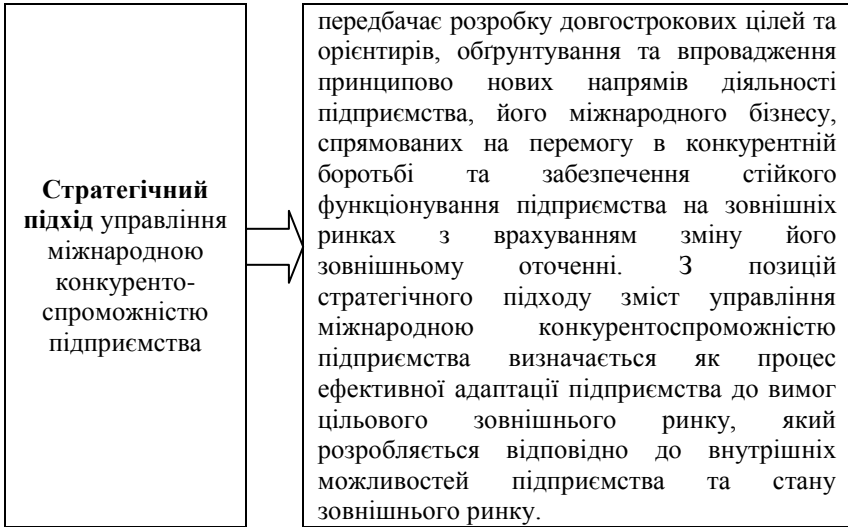 Стратегічний
підхід управління
міжнародною
конкуренто-
спроможністю
підприємства
передбачає розробку довгострокових цілей та
орієнтирів, обґрунтування та впровадження
принципово нових напрямів діяльності
підприємства, його міжнародного бізнесу,
спрямованих на перемогу в конкурентній
боротьбі та забезпечення стійкого
функціонування підприємства на зовнішніх
ринках з врахуванням зміну його
зовнішньому оточенні. З позицій
стратегічного підходу зміст управління
міжнародною конкурентоспроможністю
підприємства визначається як процес
ефективної адаптації підприємства до вимог
цільового зовнішнього ринку, який
розробляється відповідно до внутрішніх
можливостей підприємства та стану
зовнішнього ринку.